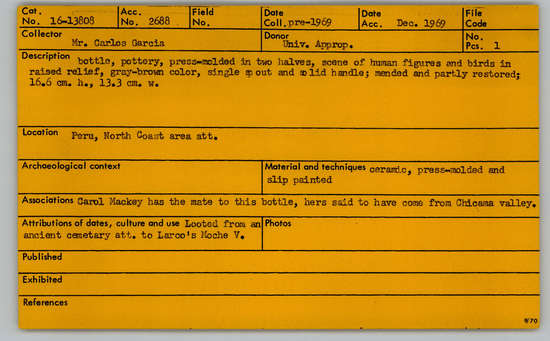 Cat. No. 16-13808 Acc. No. 2688 Field No. Date Coll. pre-1969 Date Acc. Dec. 1969 File Code
Collector Mr. Carlos Garcia Donor Univ. Approp. No. Pcs. 1
Description bottle, pottery, press-molded in two halves, scene of human figures and birds in
raised relief, gray-brown color, single spout and solid handle; mended and partly restored;
16.6 cm. h., 13.3 cm. w.
Location Peru, North Coast area att.
Archaeological context Material and techniques ceramic, press-molded and
slip painted
Associations Carol Mackey has the mate to this bottle, hers said to have come from Chicama valley.
Attributions of dates, culture and use Looted from an Photos
ancient cemetary att. to Larco's Moche V.
Published
Exhibited
References
9/70